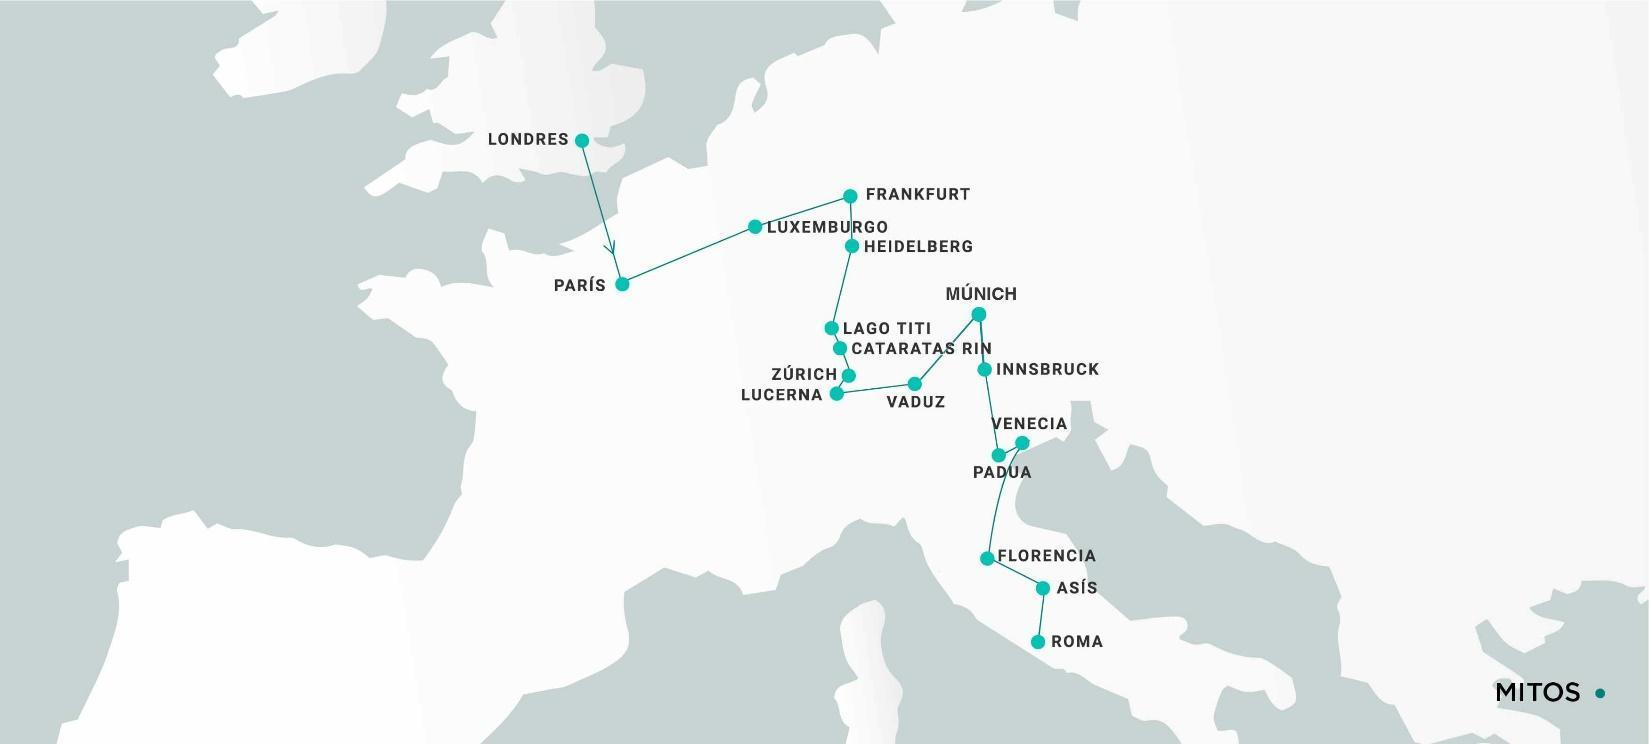 LONDRES
FRANKFURT
LUXEMBURGO
HEIDELBERG
PARÍS
MÚNICH
LAGO TITI
CATARATAS RIN
INNSBRUCK
ZÚRICH
LUCERNA
VADUZ
VENECIA
PADUA
FLORENCIA
ASÍS
ROMA
MITOS